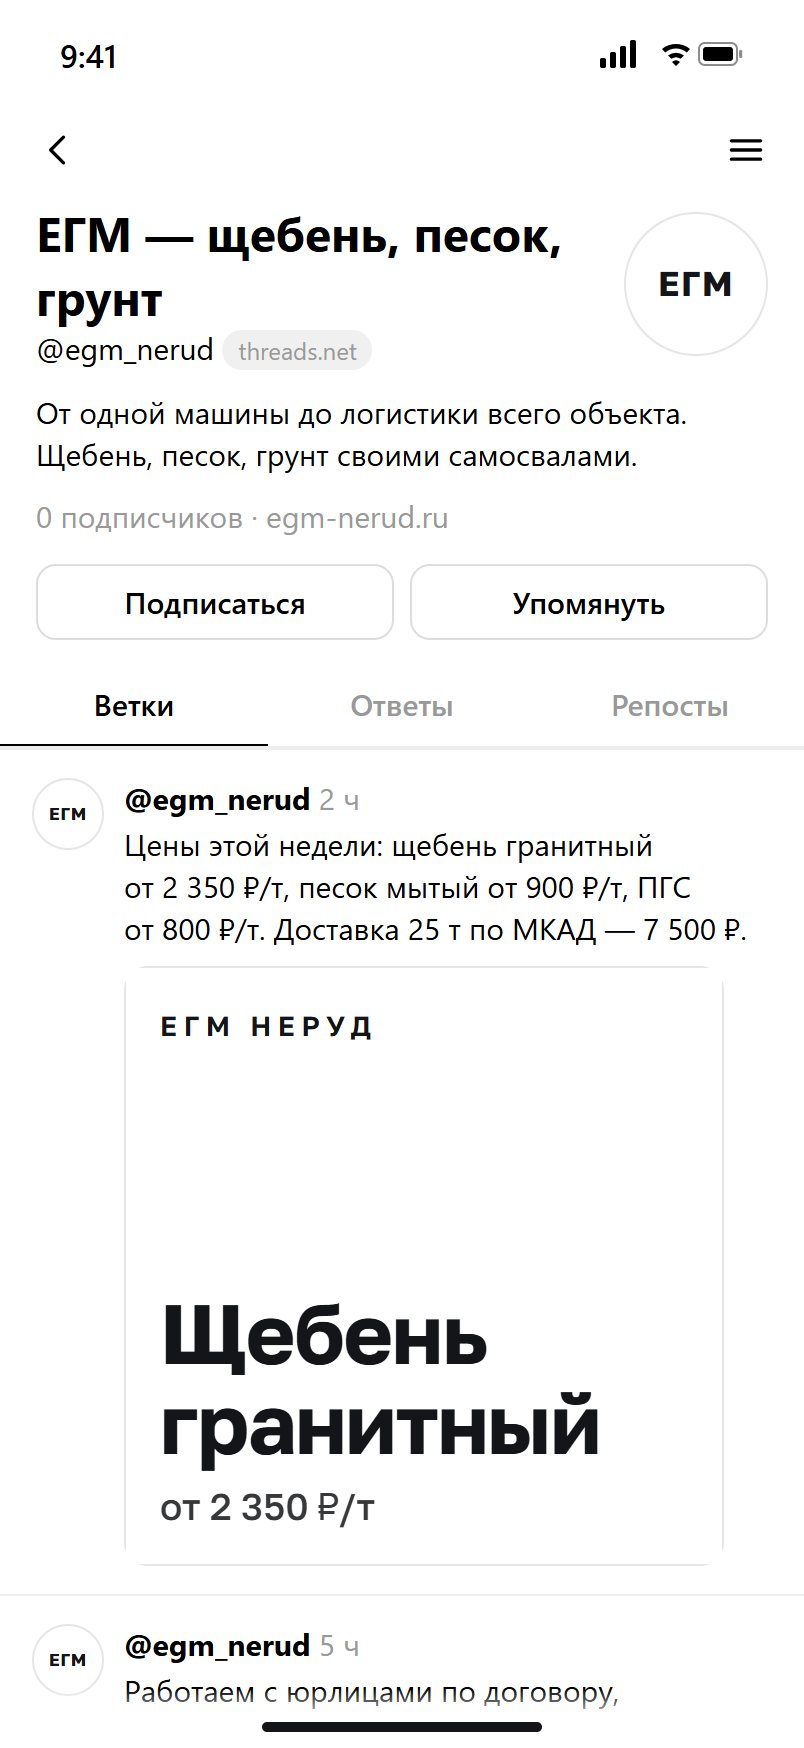 9:41
ЕГМ — щебень, песок,
грунт
ЕГМ
@egm_nerud threads.net
От одной машины до логистики всего объекта.
Щебень, песок, грунт своими самосвалами.
0 подписчиков · egm-nerud.ru
Подписаться Упомянуть
Ветки Ответы Репосты
ЕГМ
@egm_nerud 2 ч
Цены этой недели: щебень гранитный
от 2 350 ₽/т, песок мытый от 900 ₽/т, ПГС
от 800 ₽/т. Доставка 25 т по МКАД — 7 500 ₽.
ЕГМ НЕРУД
Щебень
гранитный
от 2 350 ₽/т
ЕГМ
@egm_nerud 5 ч
Работаем с юрлицами по договору,